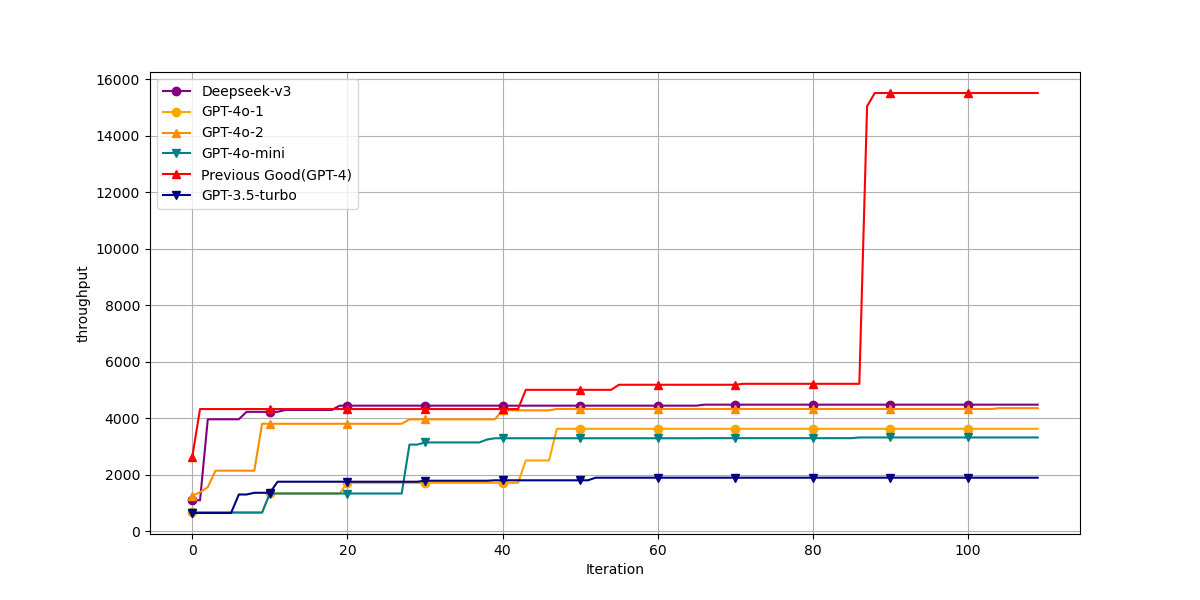 16000
14000
12000
10000
8000
6000
4000
2000
0
throughput
Deepseek-v3
GPT-4o-1
GPT-4o-2
GPT-4o-mini
Previous Good(GPT-4)
GPT-3.5-turbo
0 20 40 60 80 100
Iteration